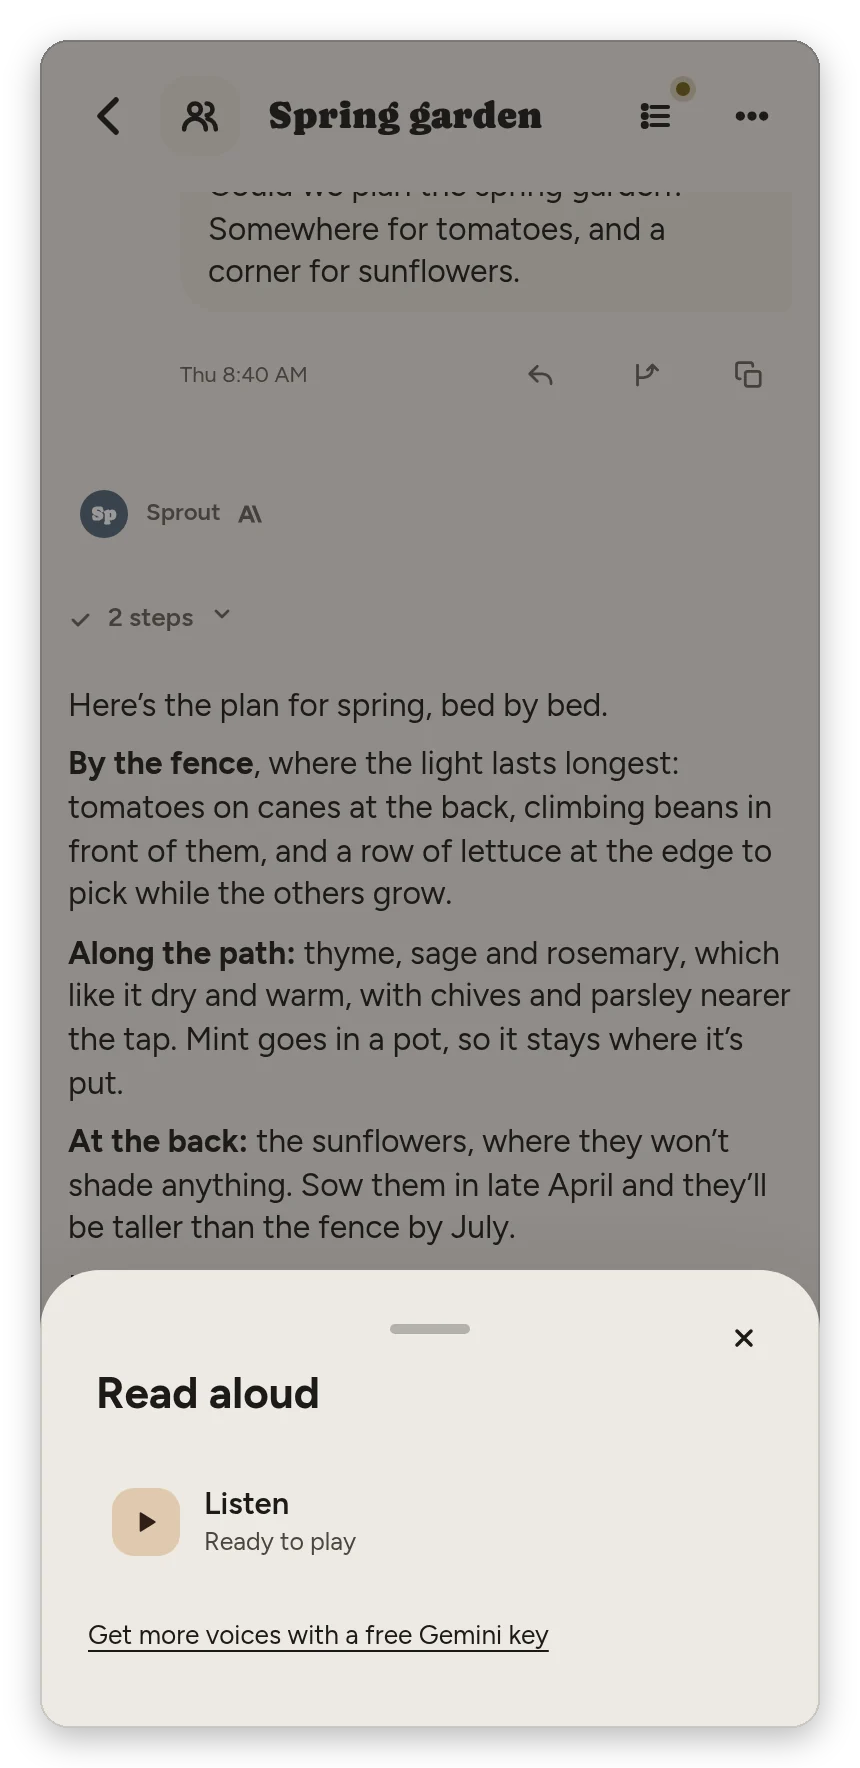 Spring garden
Could we plan the spring garden?
Somewhere for tomatoes, and a
corner for sunflowers.
Thu 8:40 AM
Sp
Sprout
2 steps
Here’s the plan for spring, bed by bed.
By the fence, where the light lasts longest:
tomatoes on canes at the back, climbing beans in
front of them, and a row of lettuce at the edge to
pick while the others grow.
Along the path: thyme, sage and rosemary, which
like it dry and warm, with chives and parsley nearer
the tap. Mint goes in a pot, so it stays where it’s
put.
At the back: the sunflowers, where they won’t
shade anything. Sow them in late April and they’ll
be taller than the fence by July.
Read aloud
Listen
Ready to play
Get more voices with a free Gemini key